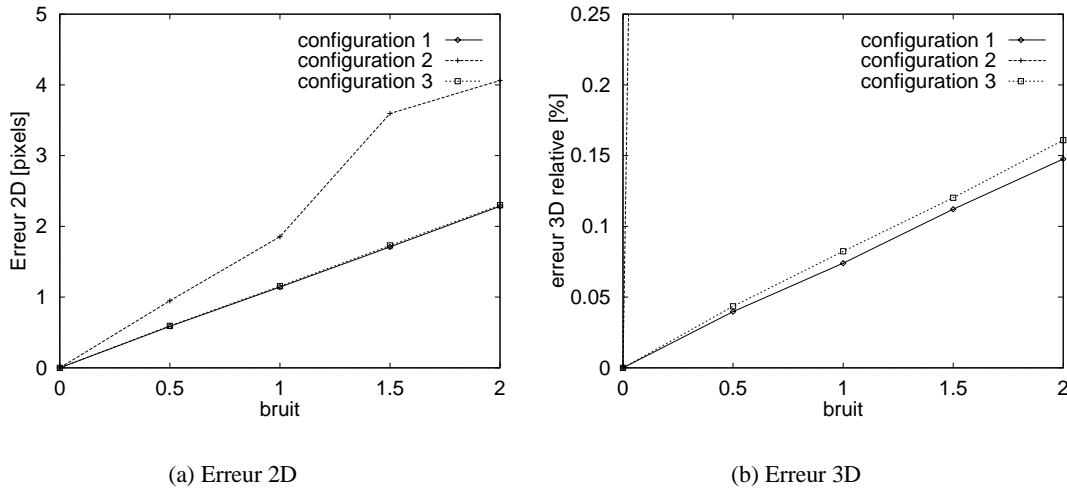 5
4
3
2
1
0
0
0.5
1
1.5
2
Erreur 2D [pixels]
bruit
configuration 1
configuration 2
configuration 3
(a) Erreur 2D
0.25
0.2
0.15
0.1
0.05
0
0
0.5
1
1.5
2
erreur 3D relative [%]
bruit
configuration 1
configuration 2
configuration 3
(b) Erreur 3D